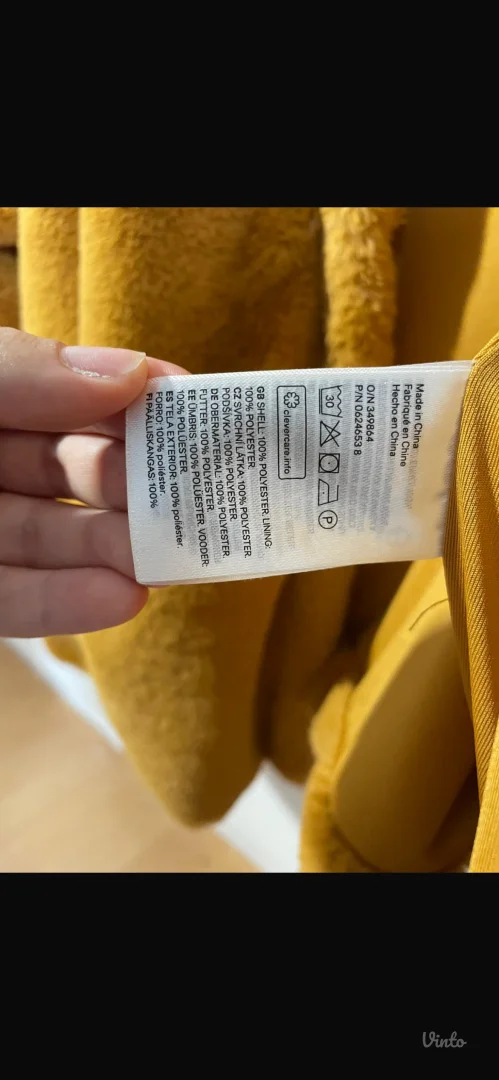 Made in China
Fabriqué en Chine
Hecho en China
O/N 349864
P/N 0624653 8
30
P
clevercare.info
GB SHELL: 100% POLYESTER. LINING:
100% POLYESTER.
CZ SVRCHNÍ LÁTKA: 100% POLYESTER.
PODŠÍVKA: 100% POLYESTER.
DE OBERMATERIAL: 100% POLYESTER.
FUTTER: 100% POLYESTER.
EE ÜMBRIS: 100% POLÜESTER. VOODER:
100% POLÜESTER.
ES TELA EXTERIOR: 100% poliéster.
FORRO: 100% poliéster.
FI PÄÄLLISKANGAS: 100%
Vinto